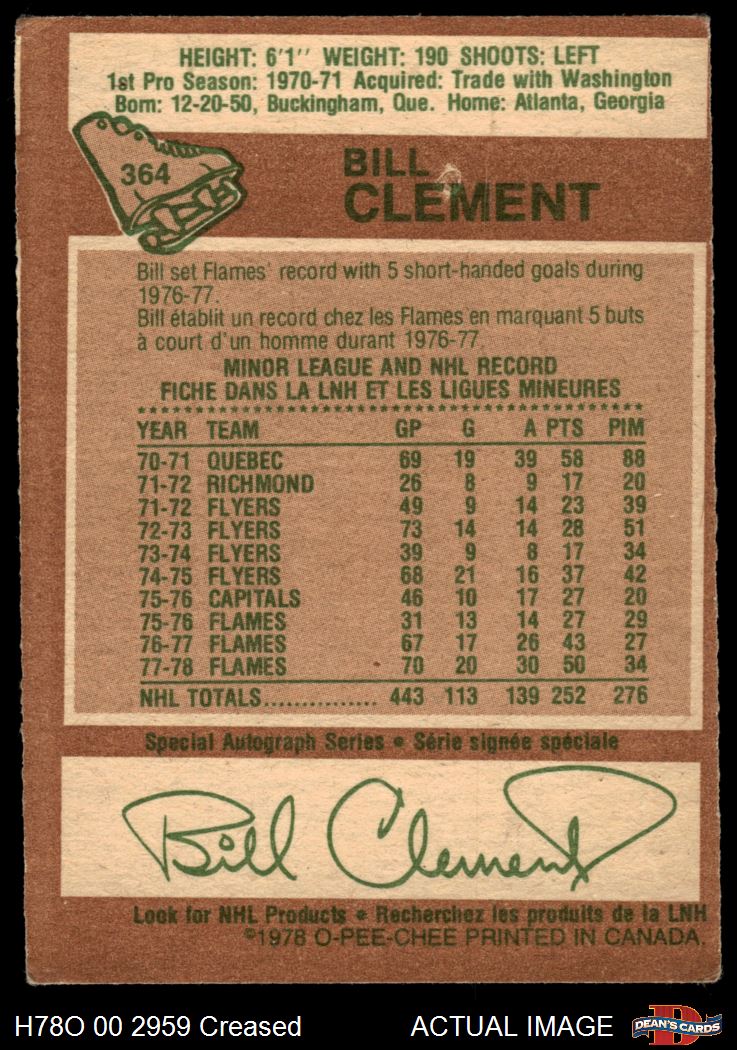 HEIGHT: 6'1'' WEIGHT: 190 SHOOTS: LEFT
1st Pro Season: 1970-71 Acquired: Trade with Washington
Born: 12-20-50, Buckingham, Que. Home: Atlanta, Georgia
364
BILL
CLEMENT
Bill set Flames' record with 5 short-handed goals during
1976-77.
Bill établit un record chez les Flames en marquant 5 buts
à court d'un homme durant 1976-77.
MINOR LEAGUE AND NHL RECORD
FICHE DANS LA LNH ET LES LIGUES MINEURES
YEAR TEAM GP G A PTS PIM
70-71 QUEBEC 69 19 39 58 88
71-72 RICHMOND 26 8 9 17 20
71-72 FLYERS 49 9 14 23 39
72-73 FLYERS 73 14 14 28 51
73-74 FLYERS 39 9 8 17 34
74-75 FLYERS 68 21 16 37 42
75-76 CAPITALS 46 10 17 27 20
75-76 FLAMES 31 13 14 27 29
76-77 FLAMES 67 17 26 43 27
77-78 FLAMES 70 20 30 50 34
NHL TOTALS............... 443 113 139 252 276
Special Autograph Series • Série signée spéciale
Bill Clement
Look for NHL Products • Recherchez les produits de la LNH
©1978 O-PEE-CHEE PRINTED IN CANADA.
H78O 00 2959 Creased ACTUAL IMAGE
D
DEAN'S CARDS